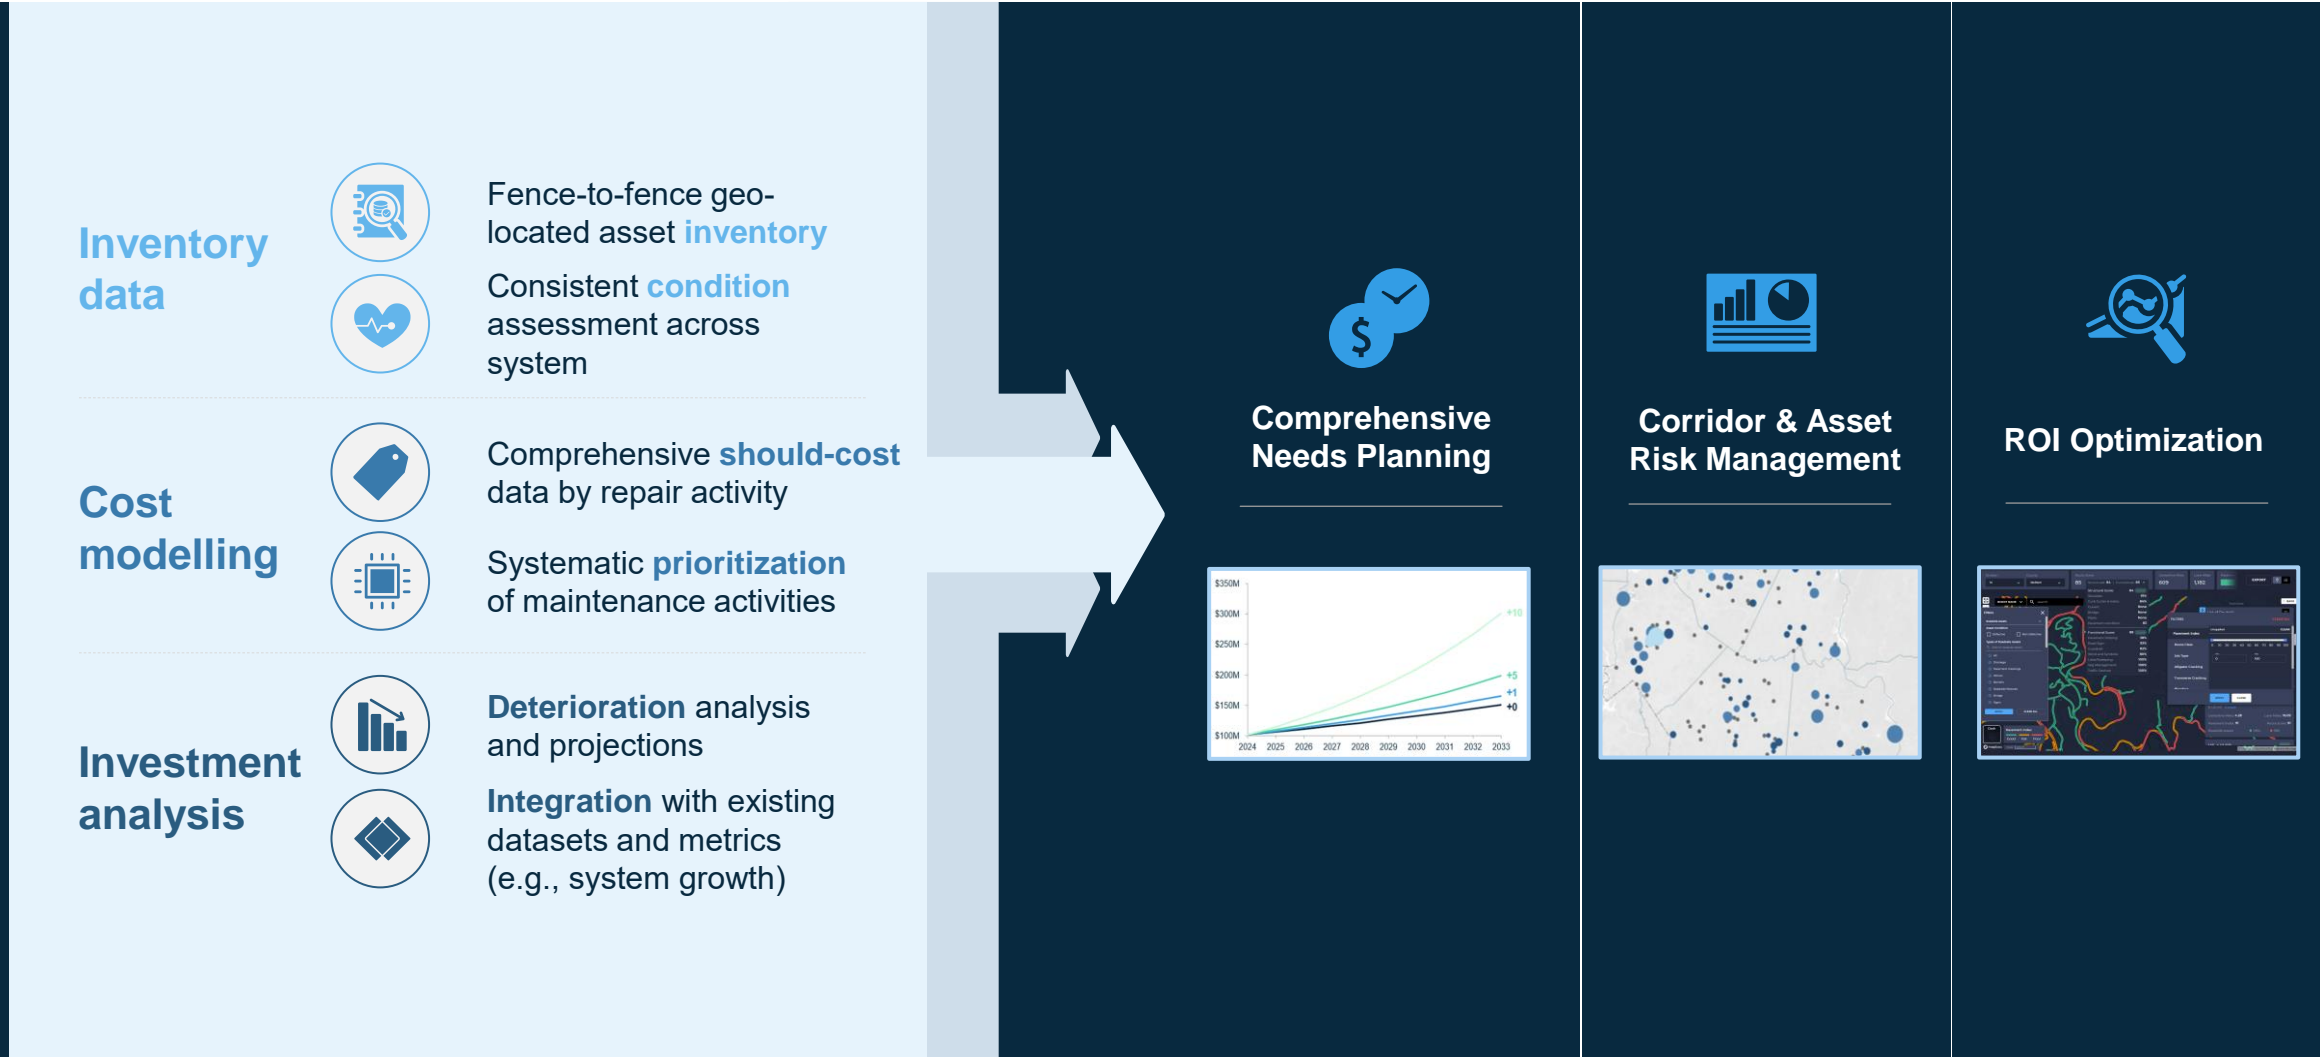 Inventory
data
Fence-to-fence geo-
located asset inventory
Consistent condition
assessment across
system
Cost
modelling
Comprehensive should-cost
data by repair activity
Systematic prioritization
of maintenance activities
Investment
analysis
Deterioration analysis
and projections
Integration with existing
datasets and metrics
(e.g., system growth)
$
Comprehensive
Needs Planning
$350M
$300M
$250M
$200M
$150M
$100M
+10
+5
+1
+0
2024 2025 2026 2027 2028 2029 2030 2031 2032 2033
Corridor & Asset
Risk Management
ROI Optimization
EXPORT